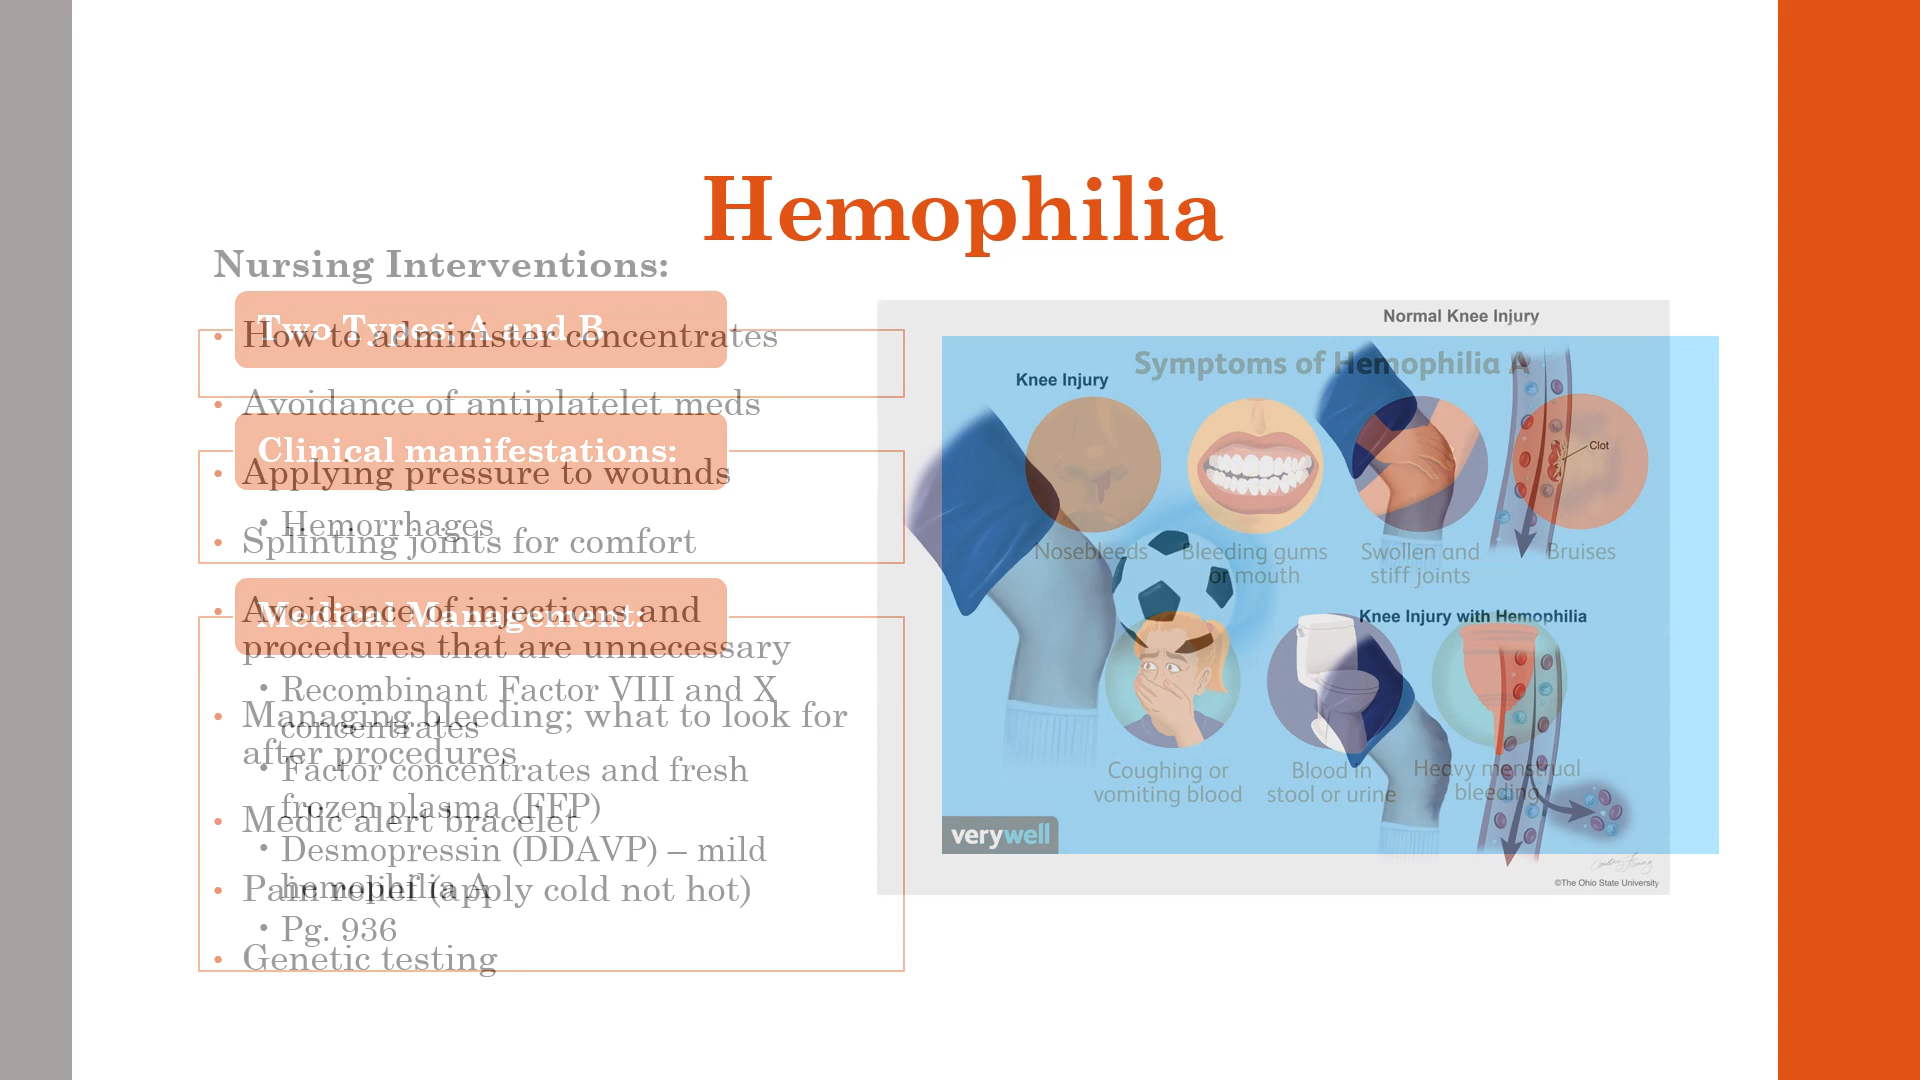 Hemophilia
Nursing Interventions:
• How to administer concentrates
• Avoidance of antiplatelet meds
• Applying pressure to wounds
• Splinting joints for comfort
• Avoidance of injections and
procedures that are unnecessary
• Managing bleeding; what to look for
after procedures
• Medic alert bracelet
• Pain relief (apply cold not hot)
• Genetic testing
Two Types; A and B
Clinical manifestations:
• Hemorrhages
Medical Management:
• Recombinant Factor VIII and X
concentrates
• Factor concentrates and fresh
frozen plasma (FFP)
• Desmopressin (DDAVP) – mild
hemophilia A
• Pg. 936
Symptoms of Hemophilia A
Nosebleeds
Bleeding gums
or mouth
Swollen and
stiff joints
Bruises
Coughing or
vomiting blood
Blood in
stool or urine
Heavy menstrual
bleeding
verywell
Normal Knee Injury
Knee Injury
Clot
Knee Injury with Hemophilia
©The Ohio State University